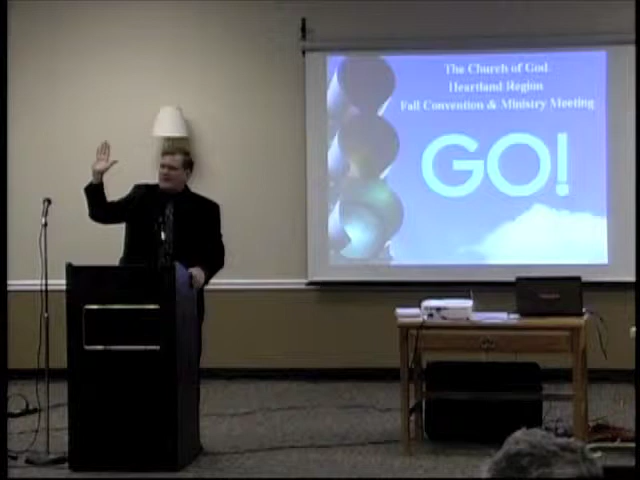 The Church of God
Heartland Region
Fall Convention & Ministry Meeting
GO!